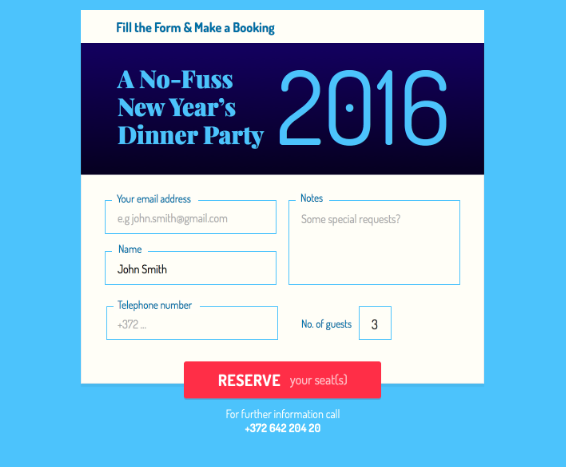 Fill the Form & Make a Booking
A No-Fuss
New Year's
Dinner Party
2016
Your email address
e.g john.smith@gmail.com
Notes
Some special requests?
Name
John Smith
Telephone number
+372 ...
No. of guests
3
RESERVE your seat(s)
For further information call
+372 642 204 20